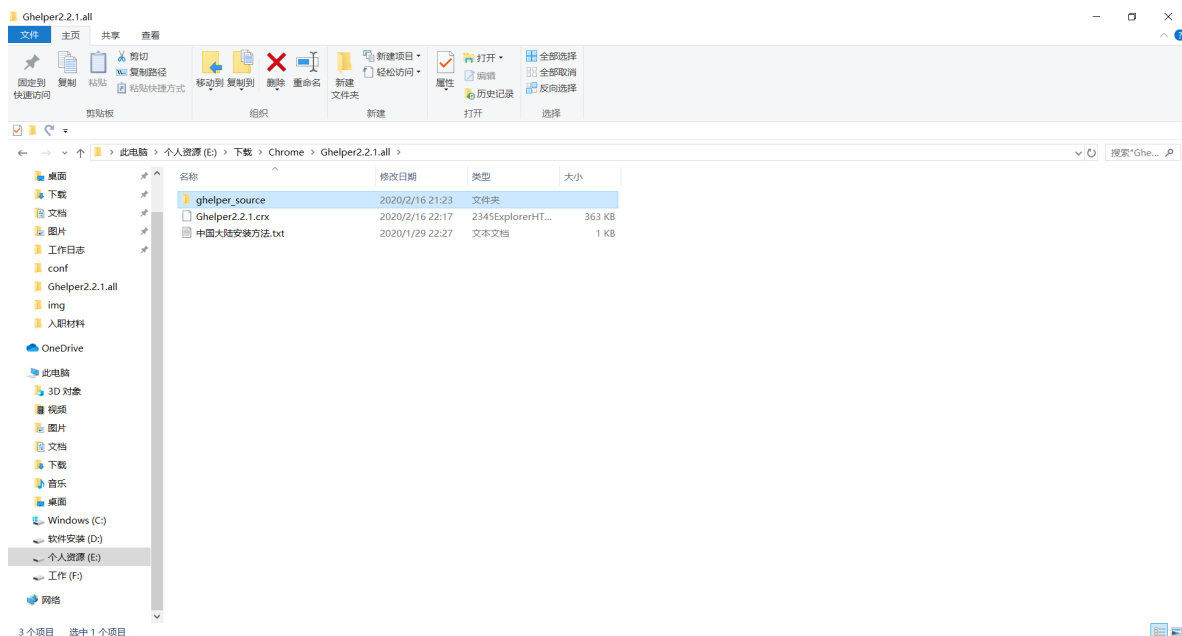 Ghelper2.2.1.all
文件 主页 共享 查看
固定到
快速访问
复制
粘贴
剪切
复制路径
粘贴快捷方式
剪贴板
移动到 复制到 删除 重命名
组织
新建
文件夹
新建项目
轻松访问
新建
属性
打开
编辑
历史记录
打开
全部选择
全部取消
反向选择
选择
此电脑 > 个人资源 (E:) > 下载 > Chrome > Ghelper2.2.1.all >
搜索"Ghe...
名称 修改日期 类型 大小
ghelper_source 2020/2/16 21:23 文件夹
Ghelper2.2.1.crx 2020/2/16 22:17 2345ExplorerHT... 363 KB
中国大陆安装方法.txt 2020/1/29 22:27 文本文档 1 KB
桌面
下载
文档
图片
工作日志
conf
Ghelper2.2.1.all
img
入职材料
OneDrive
此电脑
3D 对象
视频
图片
文档
下载
音乐
桌面
Windows (C:)
软件安装 (D:)
个人资源 (E:)
工作 (F:)
网络
3 个项目 选中 1 个项目